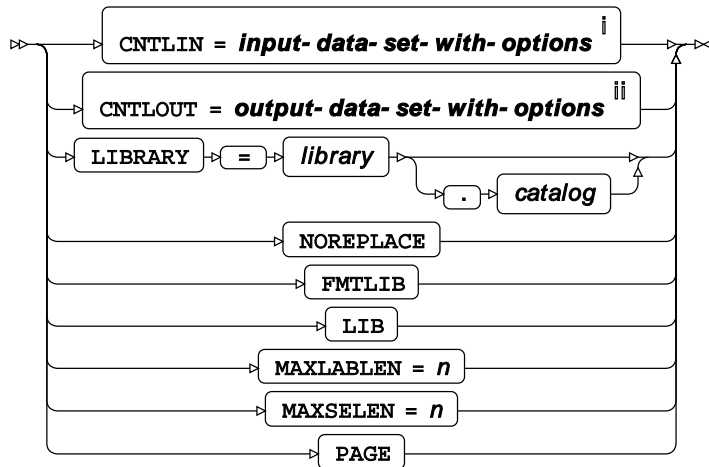 CNTLIN = input- data- set- with- options i
CNTLOUT = output- data- set- with- options ii
LIBRARY = library
. catalog
NOREPLACE
FMTLIB
LIB
MAXLABLEN = n
MAXSELEN = n
PAGE